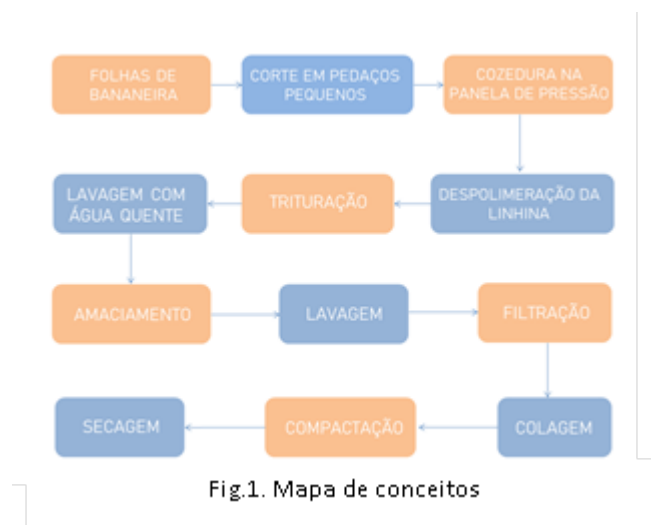 FOLHAS DE
BANANEIRA
CORTE EM PEDAÇOS
PEQUENOS
COZEDURA NA
PANELA DE PRESSÃO
LAVAGEM COM
ÁGUA QUENTE
TRITURAÇÃO
DESPOLIMERAÇÃO DA
LINHINA
AMACIAMENTO
LAVAGEM
FILTRAÇÃO
SECAGEM
COMPACTAÇÃO
COLAGEM
Fig.1. Mapa de conceitos